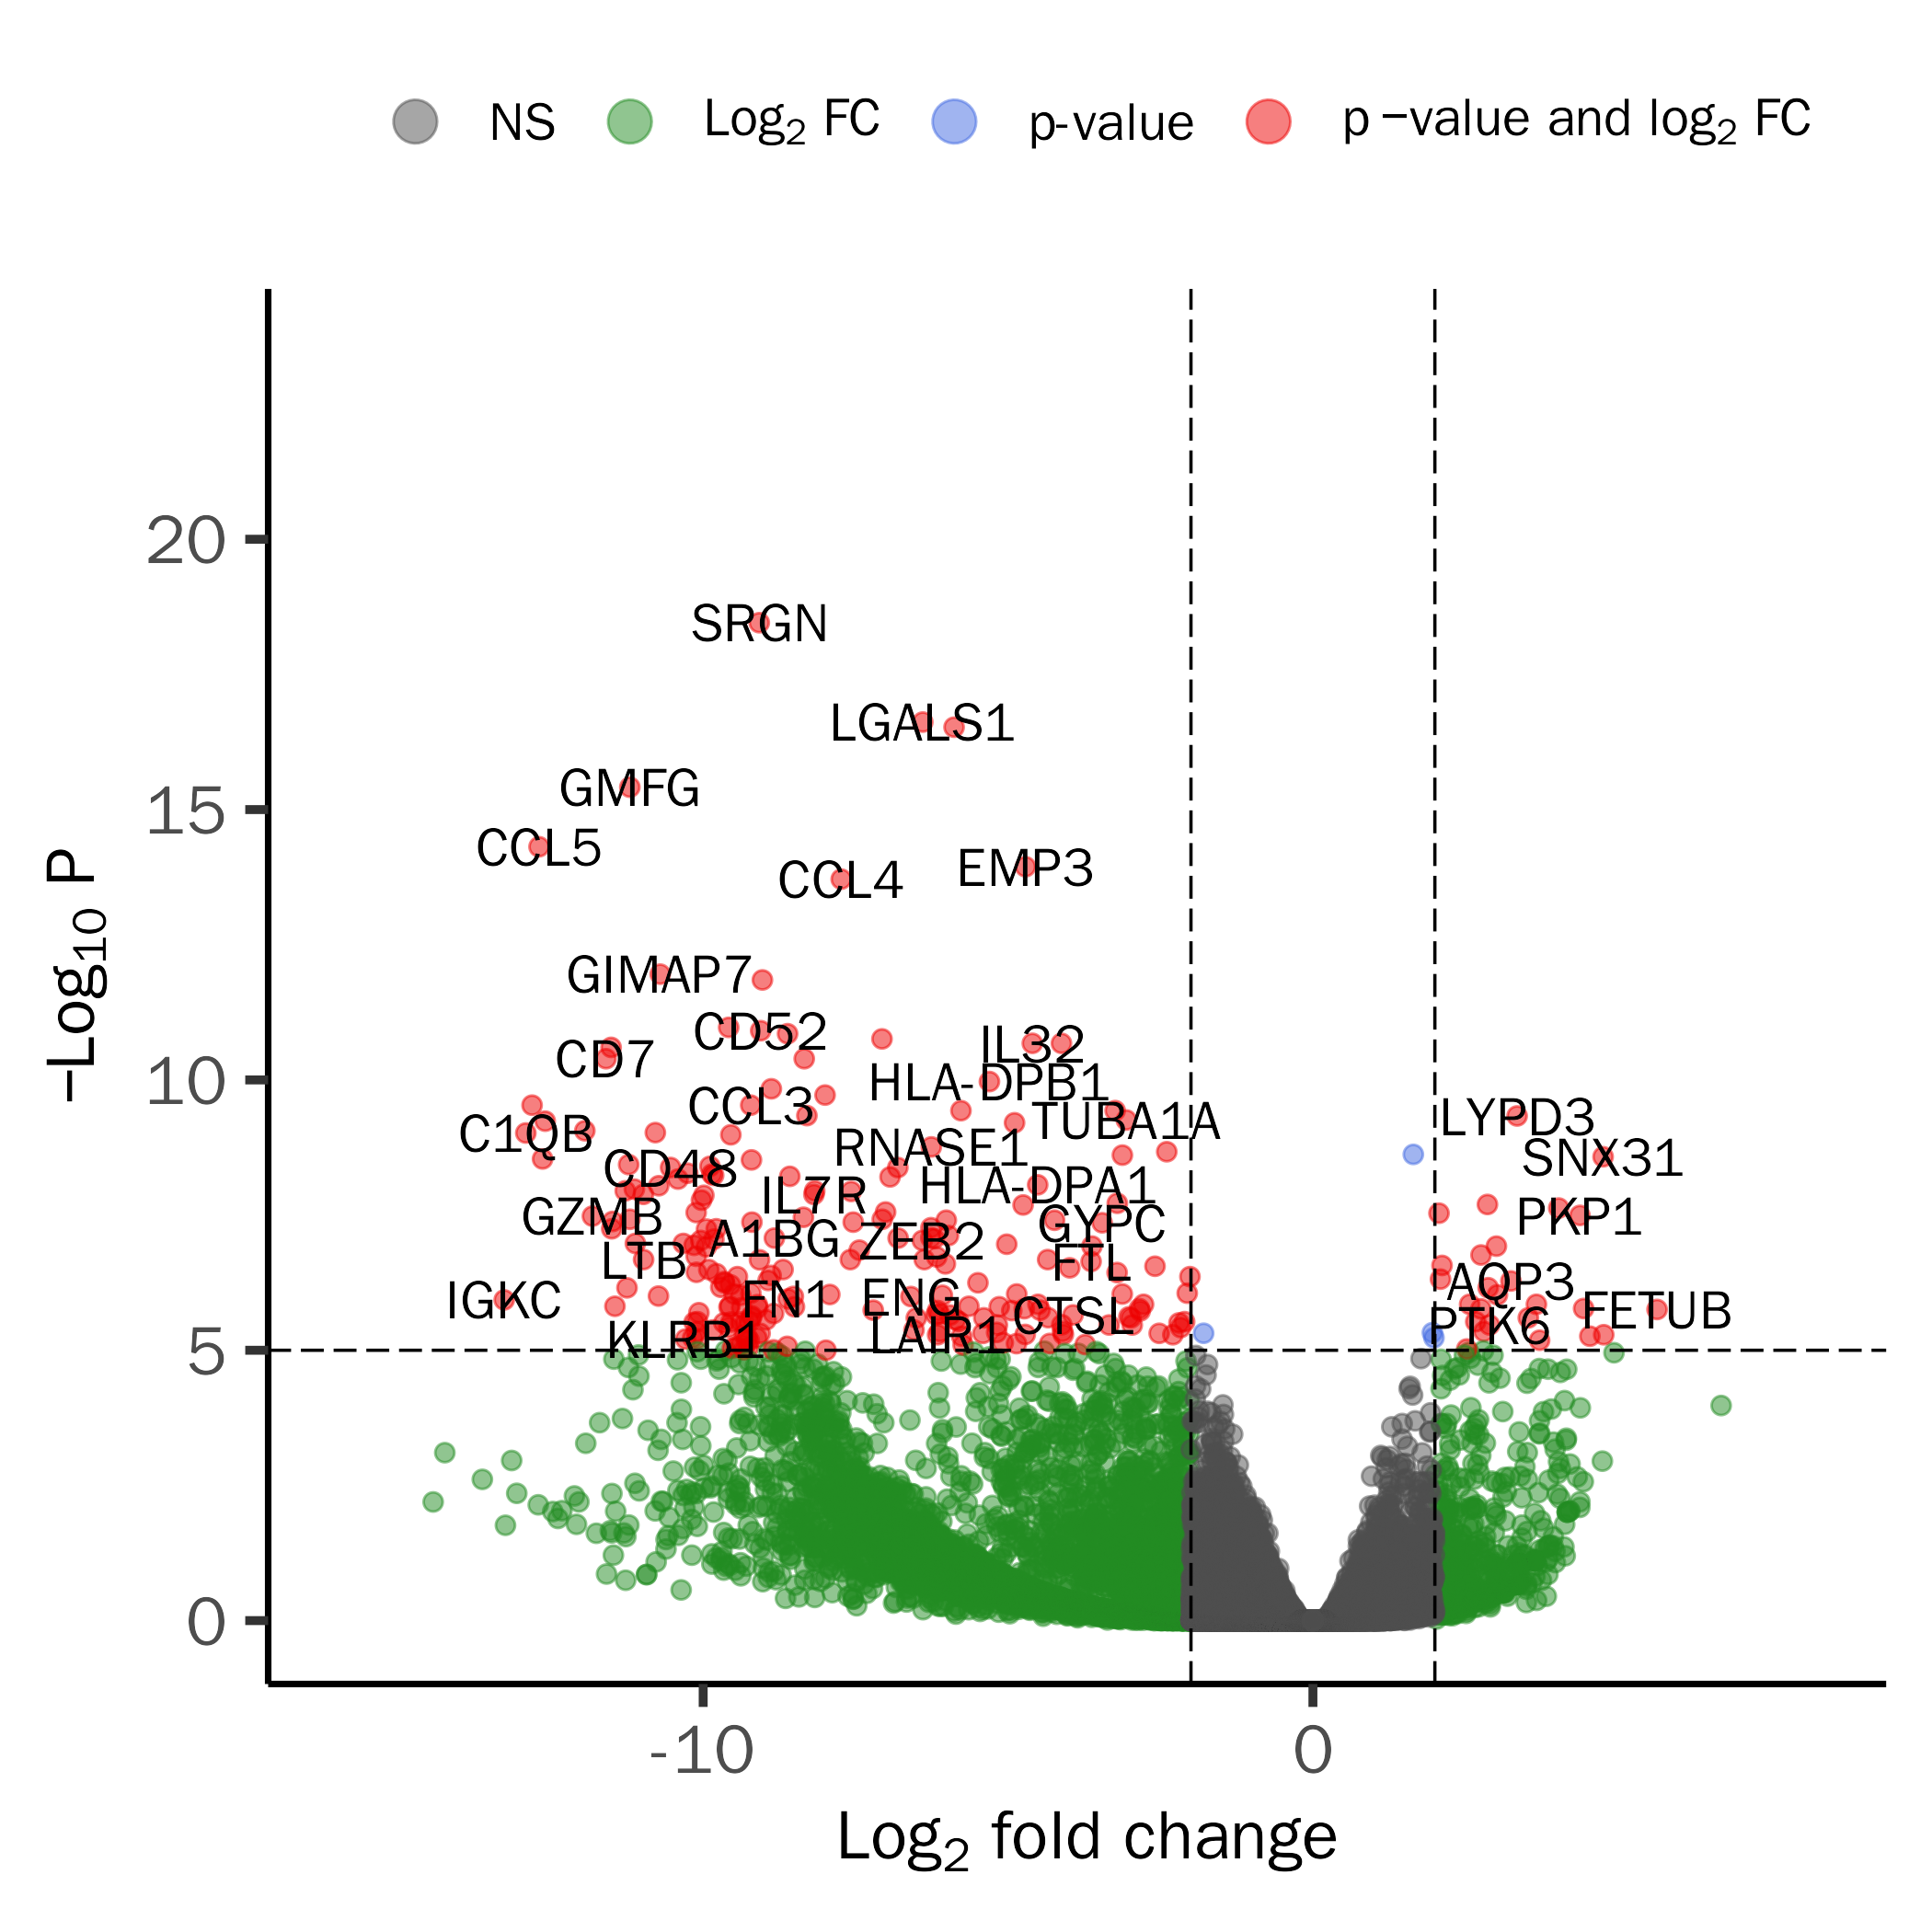 NS Log2 FC p-value p −value and log2 FC
20
SRGN
LGALS1
GMFG
15
CCL5
EMP3
CCL4
GIMAP7
CD52
IL32
CD7
10
HLA-DPB1
CCL3
LYPD3
TUBA1A
C1QB
RNASE1
SNX31
CD48
HLA-DPA1
IL7R
GZMB
PKP1
GYPC
A1BG
ZEB2
LTB
FTL
AQP3
IGKC
FN1
ENG
FETUB
CTSL
PTK6
KLRB1
LAIR1
5
0
−Log10 P
-10 0
Log2 fold change